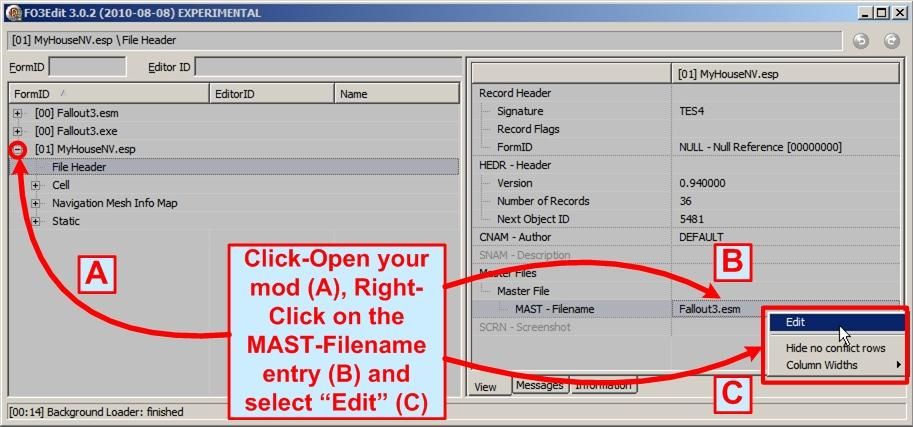 FO3Edit 3.0.2 (2010-08-08) EXPERIMENTAL
[01] MyHouseNV.esp \ File Header
FormID
Editor ID
FormID EditorID Name
[00] Fallout3.esm
[00] Fallout3.exe
[01] MyHouseNV.esp
File Header
Cell
Navigation Mesh Info Map
Static
A
Click-Open your
mod (A), Right-
Click on the
MAST-Filename
entry (B) and
select “Edit” (C)
[01] MyHouseNV.esp
Record Header
Signature TES4
Record Flags
FormID NULL - Null Reference [00000000]
HEDR - Header
Version 0.940000
Number of Records 36
Next Object ID 5481
CNAM - Author DEFAULT
SNAM - Description
B
Master Files
Master File
MAST - Filename Fallout3.esm
SCRN - Screenshot
Edit
Hide no conflict rows
Column Widths
C
View Messages Information
[00:14] Background Loader: finished